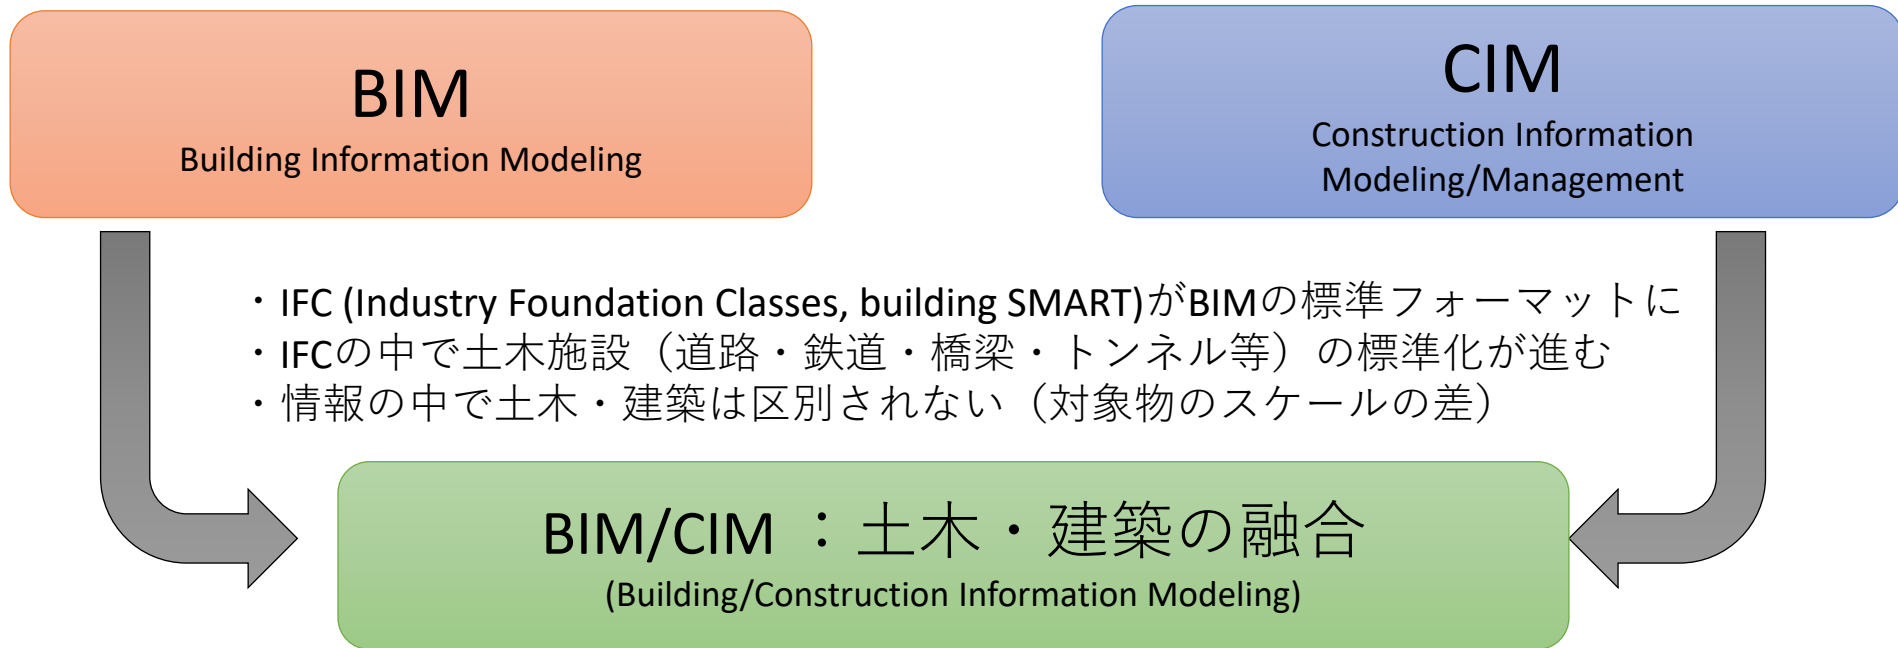 BIM
Building Information Modeling
CIM
Construction Information
Modeling/Management
・IFC (Industry Foundation Classes, building SMART)がBIMの標準フォーマットに
・IFCの中で土木施設（道路・鉄道・橋梁・トンネル等）の標準化が進む
・情報の中で土木・建築は区別されない（対象物のスケールの差）
BIM/CIM ：土木・建築の融合
(Building/Construction Information Modeling)